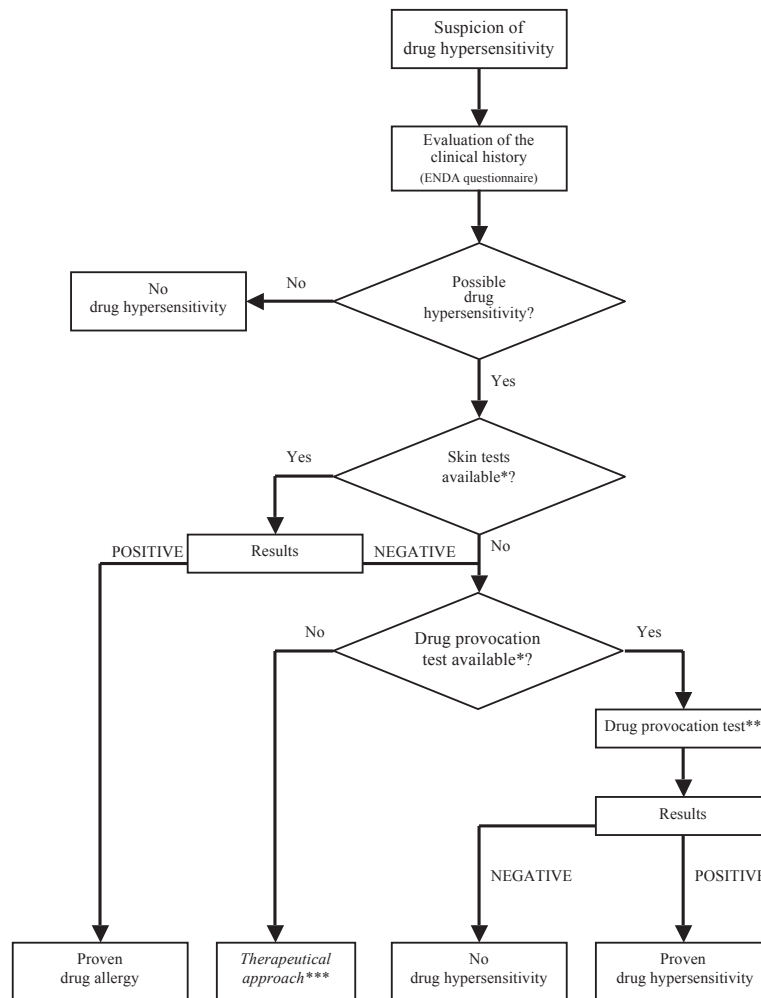 Suspicion of
drug hypersensitivity
Evaluation of the
clinical history
(ENDA questionnaire)
No
drug hypersensitivity
No
Possible
drug
hypersensitivity?
Yes
Yes
Skin tests
available*?
POSITIVE
Results
NEGATIVE
No
No
Drug provocation
test available*?
Yes
Drug provocation test**
Results
NEGATIVE
POSITIVE
Proven
drug allergy
Therapeutical
approach***
No
drug hypersensitivity
Proven
drug hypersensitivity